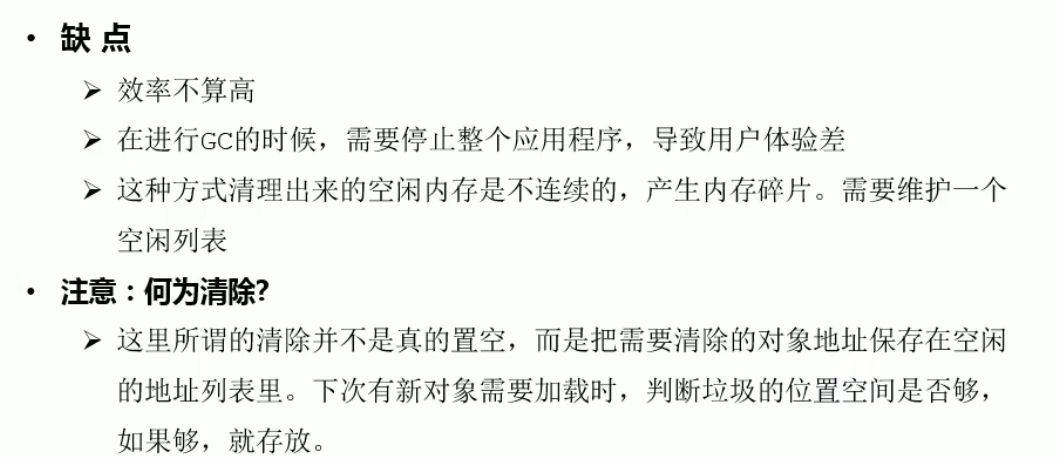 • 缺 点
➢ 效率不算高
➢ 在进行GC的时候，需要停止整个应用程序，导致用户体验差
➢ 这种方式清理出来的空闲内存是不连续的，产生内存碎片。需要维护一个
空闲列表
• 注意：何为清除？
➢ 这里所谓的清除并不是真的置空，而是把需要清除的对象地址保存在空闲
的地址列表里。下次有新对象需要加载时，判断垃圾的位置空间是否够，
如果够，就存放。